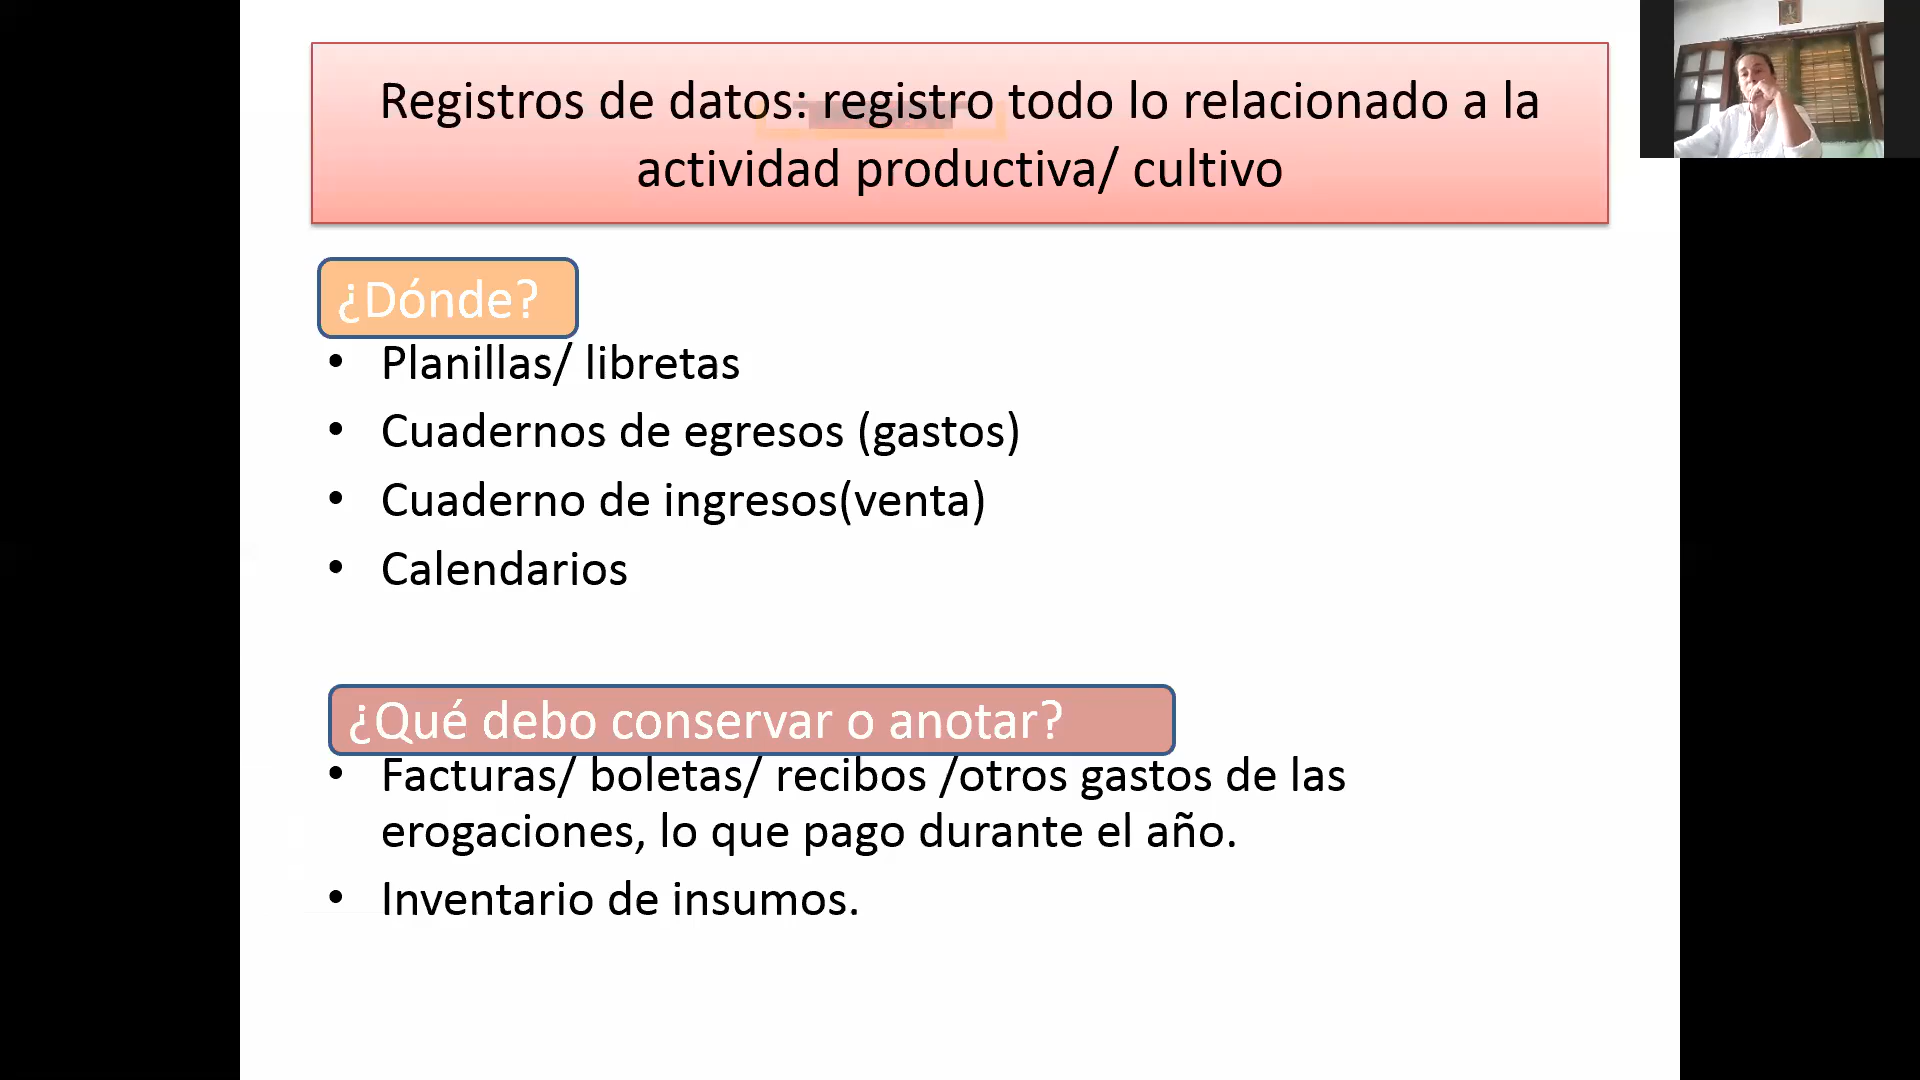 Registros de datos: registro todo lo relacionado a la
actividad productiva/ cultivo
¿Dónde?
• Planillas/ libretas
• Cuadernos de egresos (gastos)
• Cuaderno de ingresos(venta)
• Calendarios
¿Qué debo conservar o anotar?
• Facturas/ boletas/ recibos /otros gastos de las
erogaciones, lo que pago durante el año.
• Inventario de insumos.